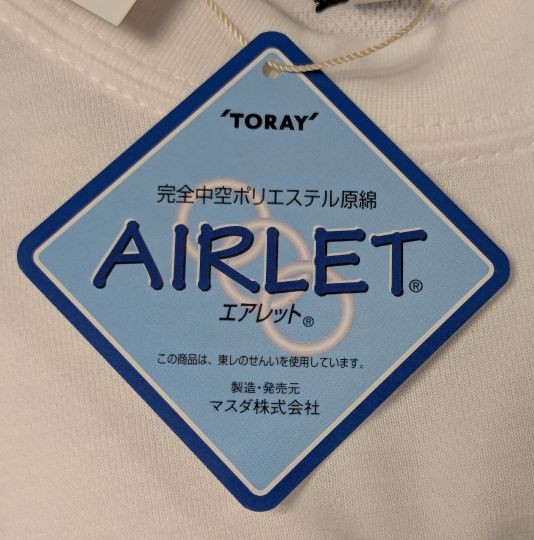 'TORAY'
完全中空ポリエステル原綿
AIRLET®
エアレット®
この商品は、東レのせんいを使用しています。
製造・発売元
マスダ株式会社